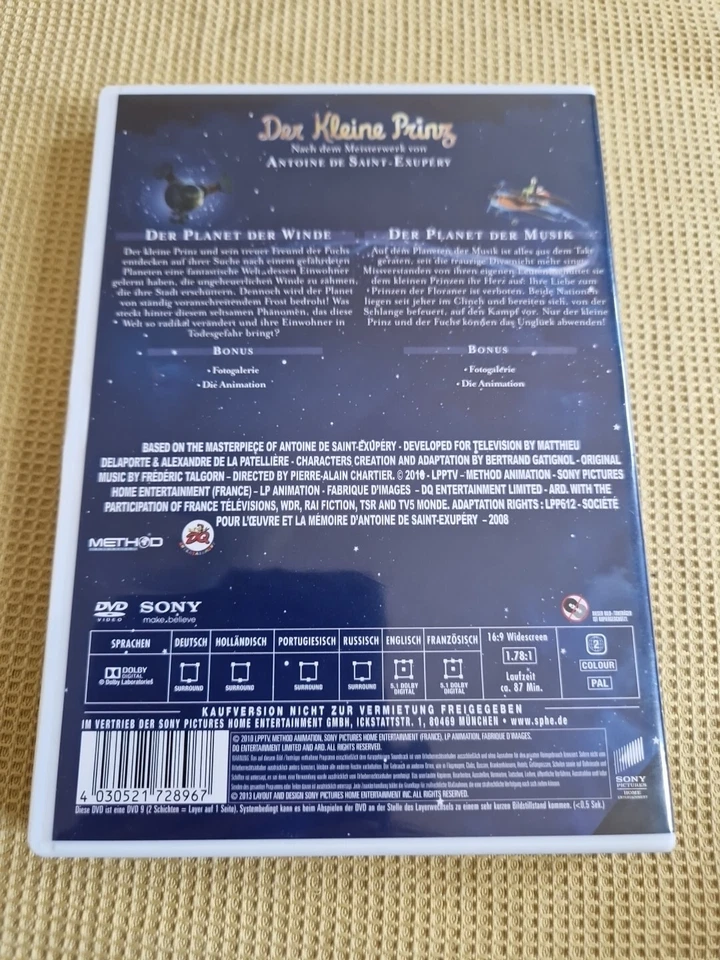 Der Kleine Prinz
Nach dem Meisterwerk von
Antoine de Saint-Exupéry
Der Planet der Winde
Der kleine Prinz und sein treuer Freund der Fuchs
entdecken auf ihrer Suche nach einem gefährdeten
Planeten eine fantastische Welt, dessen Einwohner
gelernt haben, die ungeheuerlichen Winde zu zähmen,
die ihre Stadt erschüttern. Dennoch wird der Planet
von ständig voranschreitendem Frost bedroht! Was
steckt hinter diesem seltsamen Phänomen, das diese
Welt so radikal verändert und ihre Einwohner in
Todesgefahr bringt?
Bonus
• Fotogalerie
• Die Animation
Der Planet der Musik
Auf dem Planeten der Musik ist alles aus dem Takt
geraten, seit die traurige Diva nicht mehr singt.
Missverstanden von ihren eigenen sie
dem kleinen Prinzen ihr Herz auf: Ihre Liebe zum
Prinzen der Floraner ist verboten. Beide Nationen
liegen seit jeher im Clinch und bereiten sich, von der
Schlange befeuert, auf den Kampf vor. Nur der kleine
Prinz und der Fuchs können das Unglück abwenden!
Bonus
• Fotogalerie
• Die Animation
BASED ON THE MASTERPIECE OF ANTOINE DE SAINT-EXUPÉRY - DEVELOPED FOR TELEVISION BY MATTHIEU
DELAPORTE & ALEXANDRE DE LA PATELLIÈRE - CHARACTERS CREATION AND ADAPTATION BY BERTRAND GATIGNOL - ORIGINAL
MUSIC BY FRÉDÉRIC TALGORN - DIRECTED BY PIERRE-ALAIN CHARTIER. © 2010 - LPPTV - METHOD ANIMATION - SONY PICTURES
HOME ENTERTAINMENT (FRANCE) - LP ANIMATION - FABRIQUE D'IMAGES - DQ ENTERTAINMENT LIMITED - ARD. WITH THE
PARTICIPATION OF FRANCE TÉLÉVISIONS, WDR, RAI FICTION, TSR AND TV5 MONDE. ADAPTATION RIGHTS : LPP612 - SOCIÉTÉ
POUR L'ŒUVRE ET LA MÉMOIRE D'ANTOINE DE SAINT-EXUPÉRY - 2008
METHOD
DQ
DVD VIDEO
SONY
make.believe
SPRACHEN DEUTSCH HOLLÄNDISCH PORTUGIESISCH RUSSISCH ENGLISCH FRANZÖSISCH
DOLBY DIGITAL
© Dolby Laboratories
SURROUND SURROUND SURROUND SURROUND 5.1 DOLBY DIGITAL 5.1 DOLBY DIGITAL
16:9 Widescreen
1.78:1
Laufzeit
ca. 87 Min.
2
COLOUR
PAL
KAUFVERSION NICHT ZUR VERMIETUNG FREIGEGEBEN
IM VERTRIEB DER SONY PICTURES HOME ENTERTAINMENT GMBH, ICKSTATTSTR. 1, 80469 MÜNCHEN • www.sphe.de
4 030521 728967
© 2010 LPPTV, METHOD ANIMATION, SONY PICTURES HOME ENTERTAINMENT (FRANCE), LP ANIMATION, FABRIQUE D'IMAGES,
DQ ENTERTAINMENT LIMITED AND ARD. ALL RIGHTS RESERVED.
© 2013 LAYOUT AND DESIGN SONY PICTURES HOME ENTERTAINMENT INC. ALL RIGHTS RESERVED.
SONY
PICTURES
HOME
ENTERTAINMENT
Diese DVD ist eine DVD 9 (2 Schichten = Layer auf 1 Seite). Systembedingt kann es beim Abspielen der DVD an der Stelle des Layerwechsels zu einem sehr kurzen Bildstillstand kommen. (<0.5 Sek.)